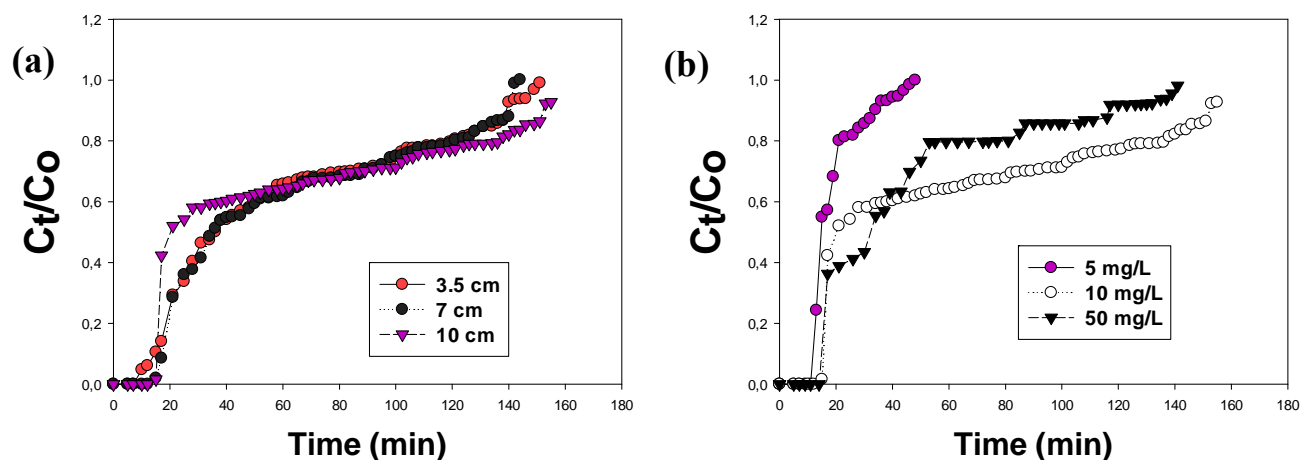 (a)
Ct/Co
1,2
1,0
0,8
0,6
0,4
0,2
0,0
0 20 40 60 80 100 120 140 160 180
Time (min)
3.5 cm
7 cm
10 cm
(b)
Ct/Co
1,2
1,0
0,8
0,6
0,4
0,2
0,0
0 20 40 60 80 100 120 140 160 180
Time (min)
5 mg/L
10 mg/L
50 mg/L